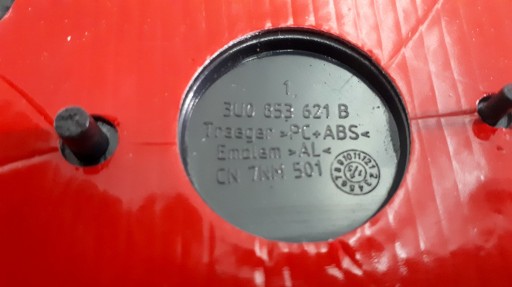 1.
3U0 853 621 B
Traeger >PC+ABS<
Emblem >AL<
CN 7KM 501